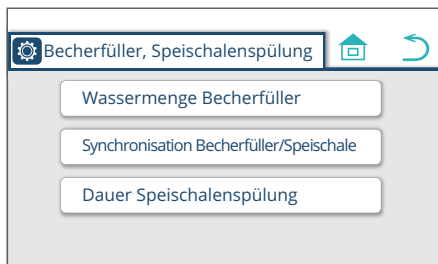 Becherfüller, Speischalenspülung
Wassermenge Becherfüller
Synchronisation Becherfüller/Speischale
Dauer Speischalenspülung